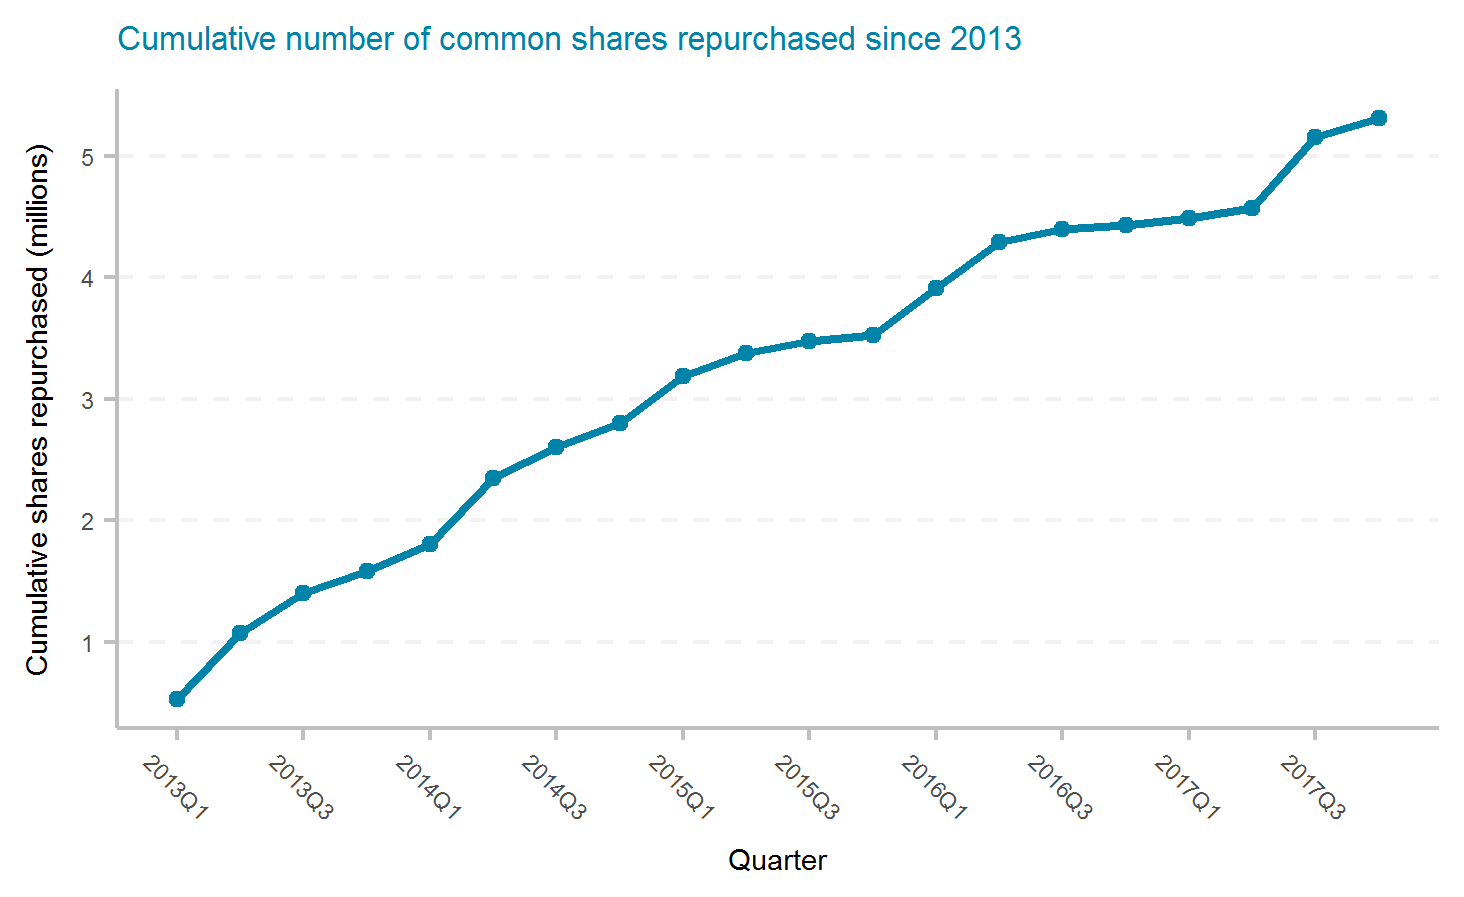 Cumulative number of common shares repurchased since 2013
Cumulative shares repurchased (millions)
5
4
3
2
1
2013Q1
2013Q3
2014Q1
2014Q3
2015Q1
2015Q3
2016Q1
2016Q3
2017Q1
2017Q3
Quarter